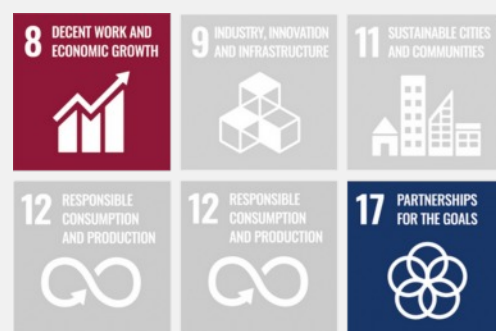 8 DECENT WORK AND
ECONOMIC GROWTH
9 INDUSTRY, INNOVATION
AND INFRASTRUCTURE
11 SUSTAINABLE CITIES
AND COMMUNITIES
12 RESPONSIBLE
CONSUMPTION
AND PRODUCTION
12 RESPONSIBLE
CONSUMPTION
AND PRODUCTION
17 PARTNERSHIPS
FOR THE GOALS